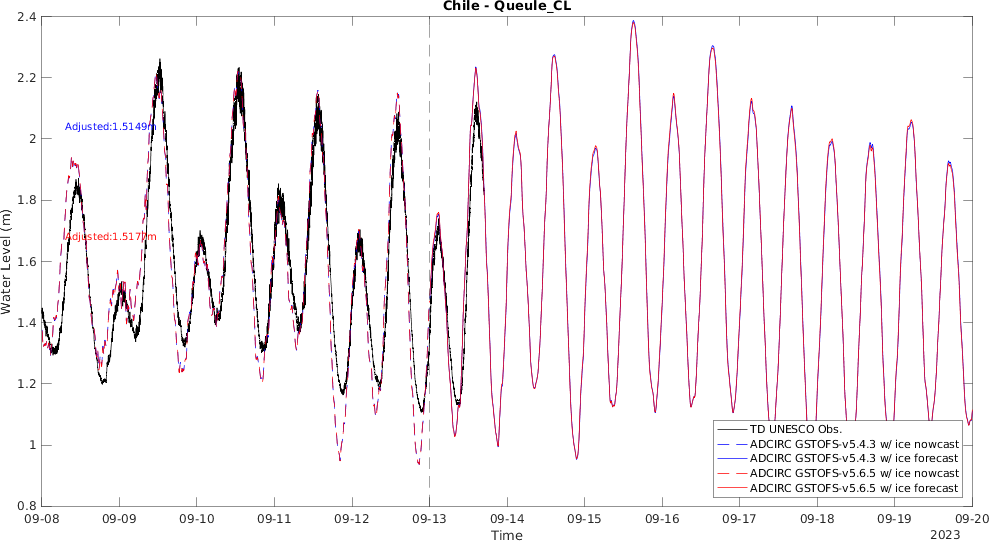 Chile - Queule_CL
2.4
2.2
2
1.8
1.6
1.4
1.2
1
0.8
Water Level (m)
Adjusted:1.5149m
Adjusted:1.5177m
TD UNESCO Obs.
ADCIRC GSTOFS-v5.4.3 w/ ice nowcast
ADCIRC GSTOFS-v5.4.3 w/ ice forecast
ADCIRC GSTOFS-v5.6.5 w/ ice nowcast
ADCIRC GSTOFS-v5.6.5 w/ ice forecast
09-08 09-09 09-10 09-11 09-12 09-13 09-14 09-15 09-16 09-17 09-18 09-19 09-20
Time
2023